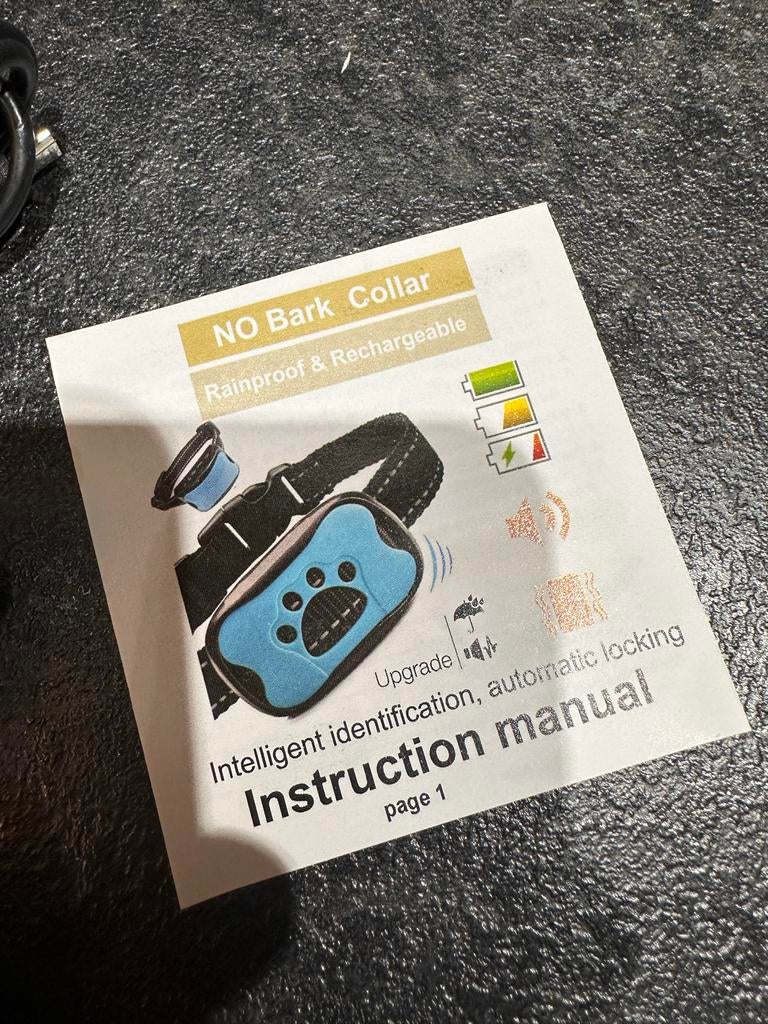 NO Bark Collar
Rainproof & Rechargeable
Upgrade
Intelligent identification, automatic locking
Instruction manual
page 1